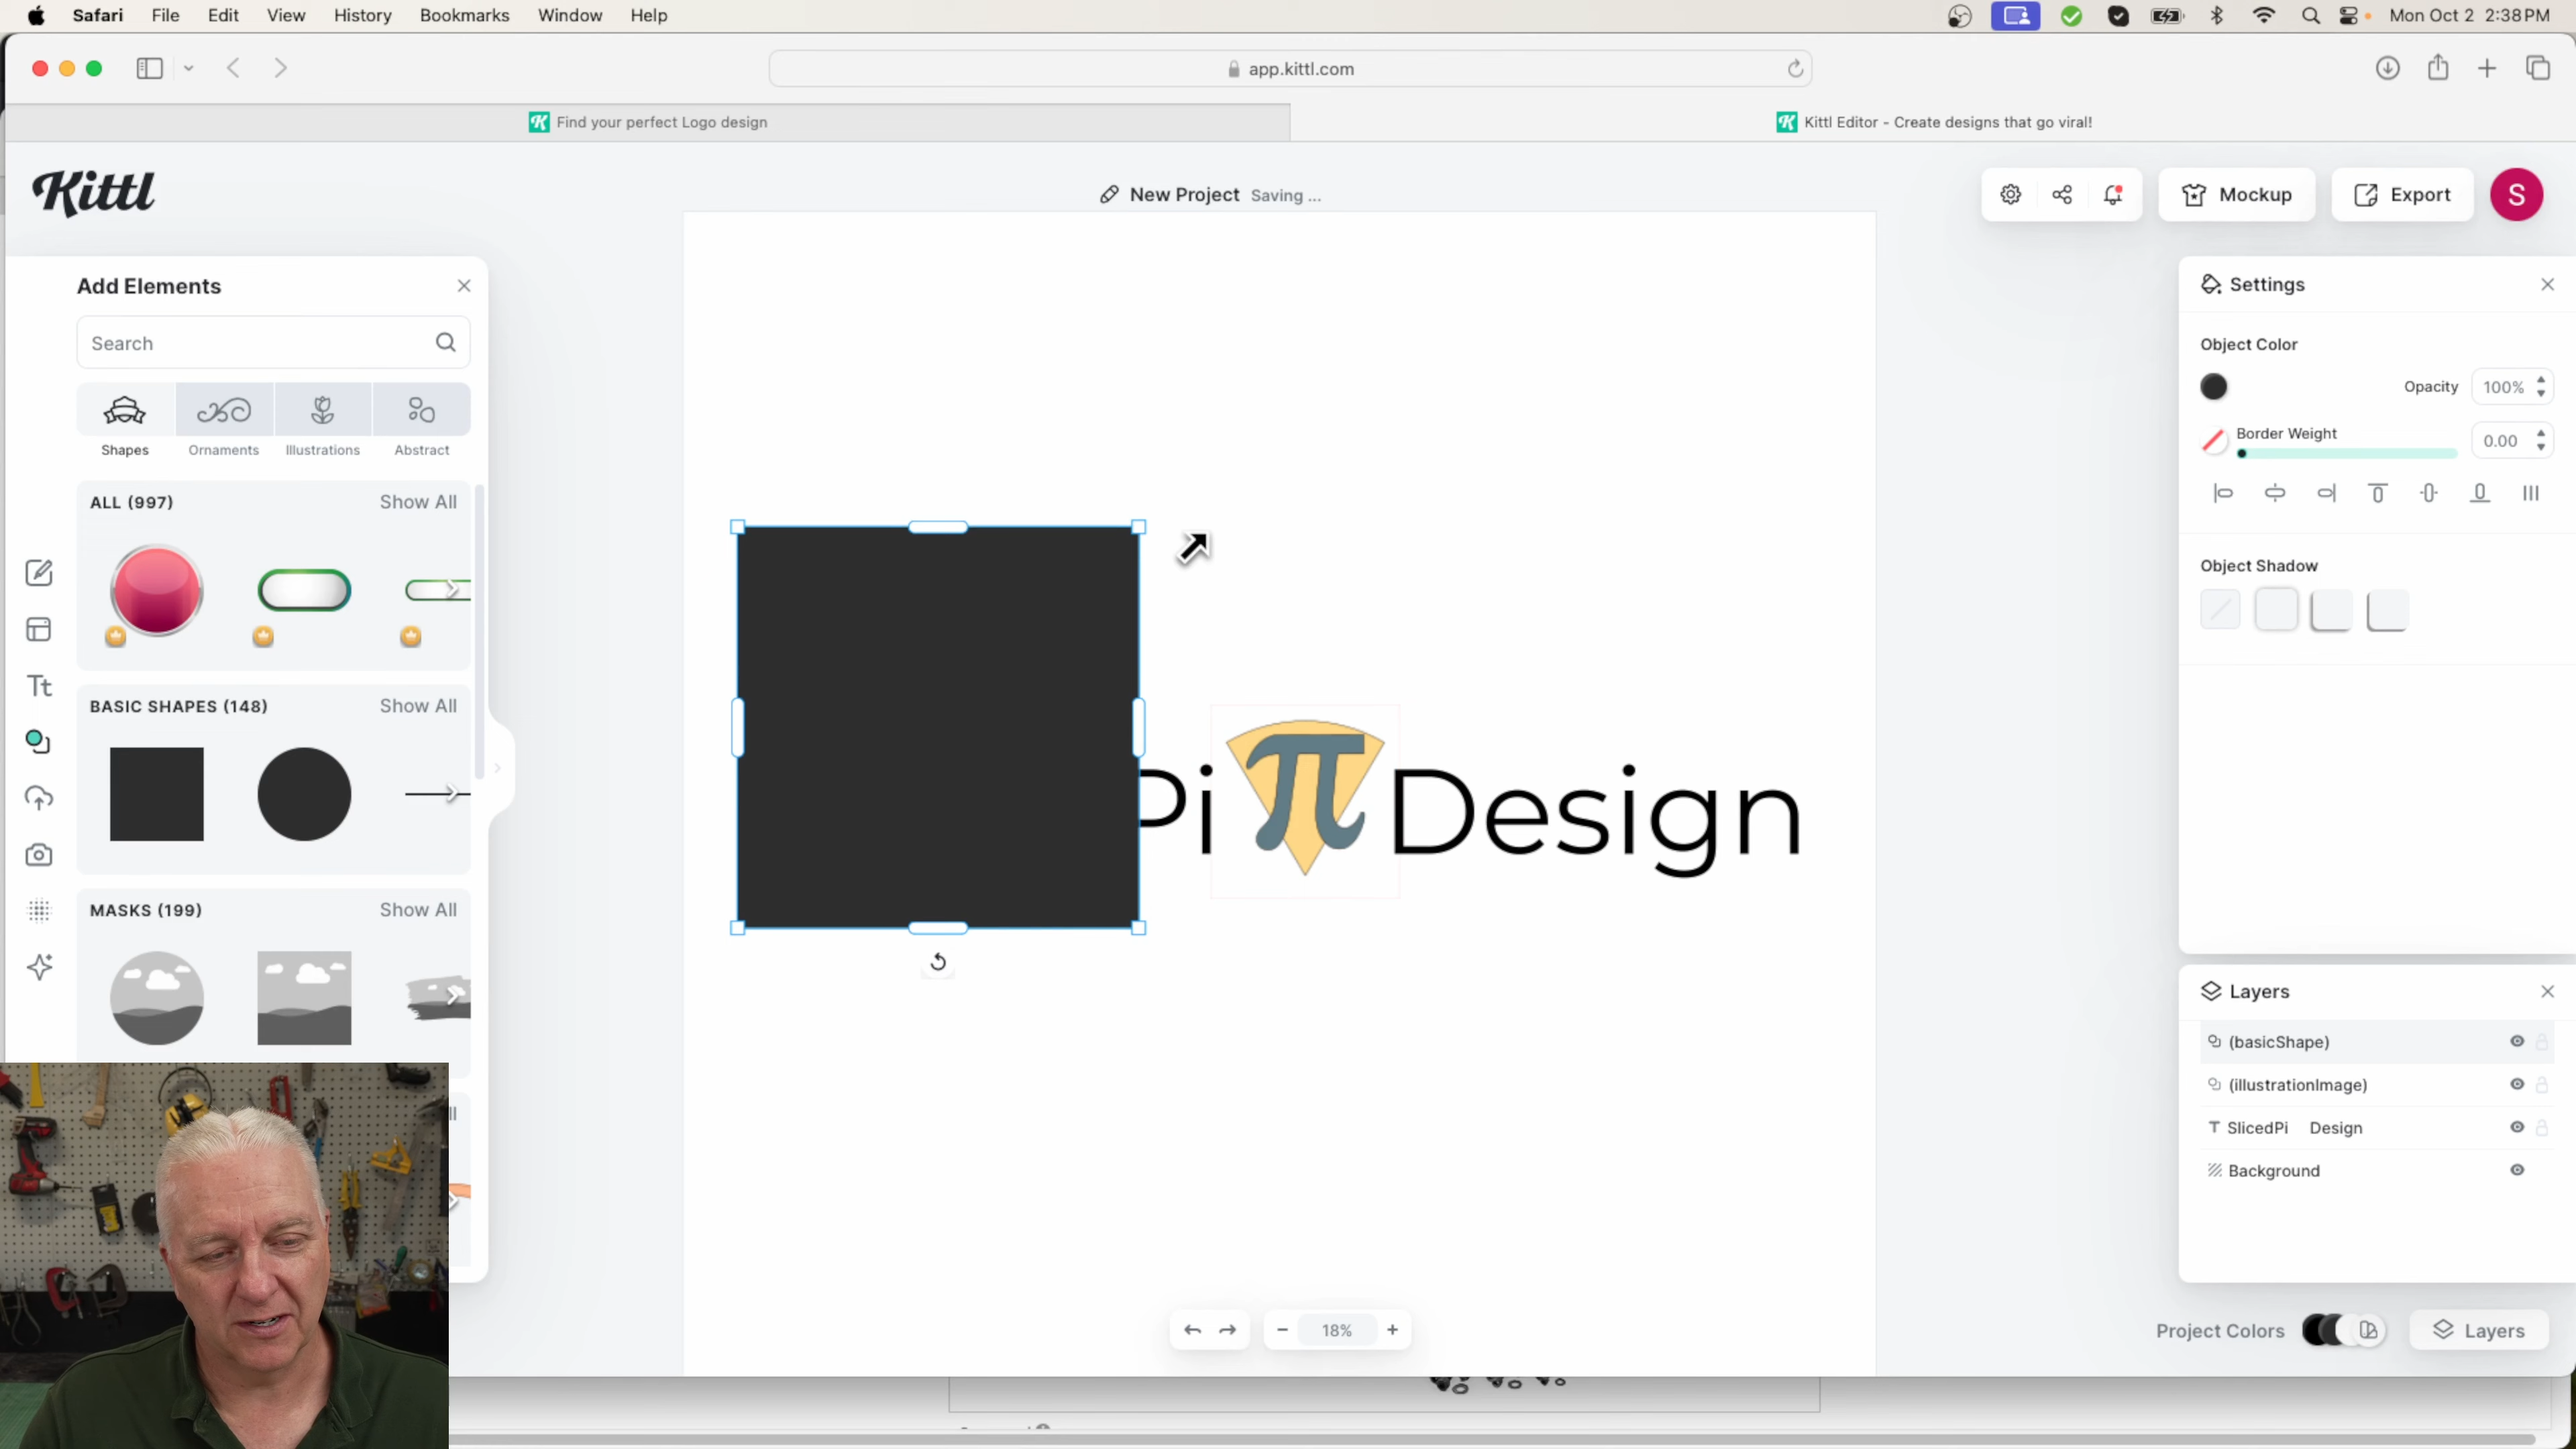 Safari File Edit View History Bookmarks Window Help
Mon Oct 2 2:38 PM
app.kittl.com
Find your perfect Logo design
Kittl Editor - Create designs that go viral!
Kittl
New Project Saving ...
Mockup
Export
S
Add Elements
Search
Shapes Ornaments Illustrations Abstract
ALL (997) Show All
BASIC SHAPES (148) Show All
MASKS (199) Show All
Tt
Pi π Design
Settings
Object Color
Opacity 100%
Border Weight 0.00
Object Shadow
Layers
(basicShape)
(illustrationImage)
T SlicedPi Design
Background
18%
Project Colors
Layers